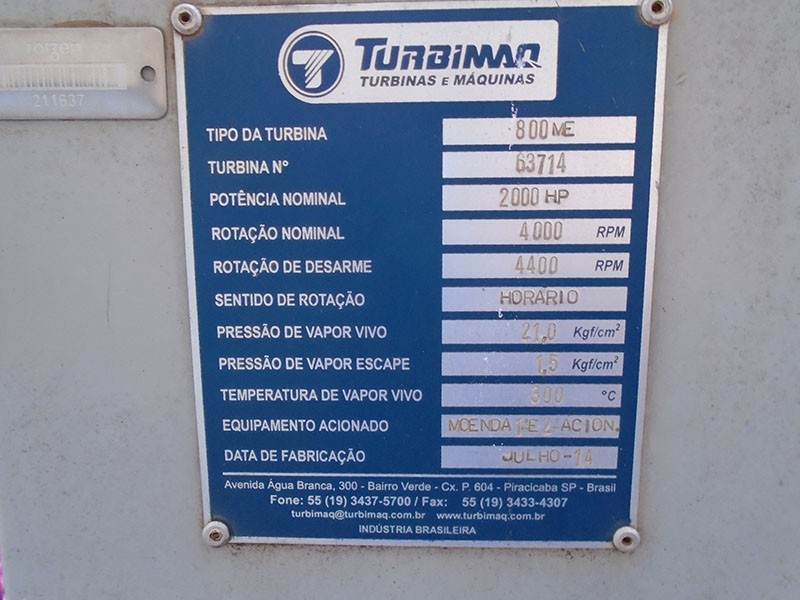 TURBIMAQ
TURBINAS E MÁQUINAS
TIPO DA TURBINA 800ME
TURBINA Nº 63714
POTÊNCIA NOMINAL 2000 HP
ROTAÇÃO NOMINAL 4000 RPM
ROTAÇÃO DE DESARME 4400 RPM
SENTIDO DE ROTAÇÃO HORÁRIO
PRESSÃO DE VAPOR VIVO 21,0 Kgf/cm²
PRESSÃO DE VAPOR ESCAPE 1,5 Kgf/cm²
TEMPERATURA DE VAPOR VIVO 300 °C
EQUIPAMENTO ACIONADO MOENDA ACION.
DATA DE FABRICAÇÃO JULHO-14
Avenida Água Branca, 300 - Bairro Verde - Cx. P. 604 - Piracicaba SP - Brasil
Fone: 55 (19) 3437-5700 / Fax: 55 (19) 3433-4307
turbimaq@turbimaq.com.br www.turbimaq.com.br
INDÚSTRIA BRASILEIRA
211637